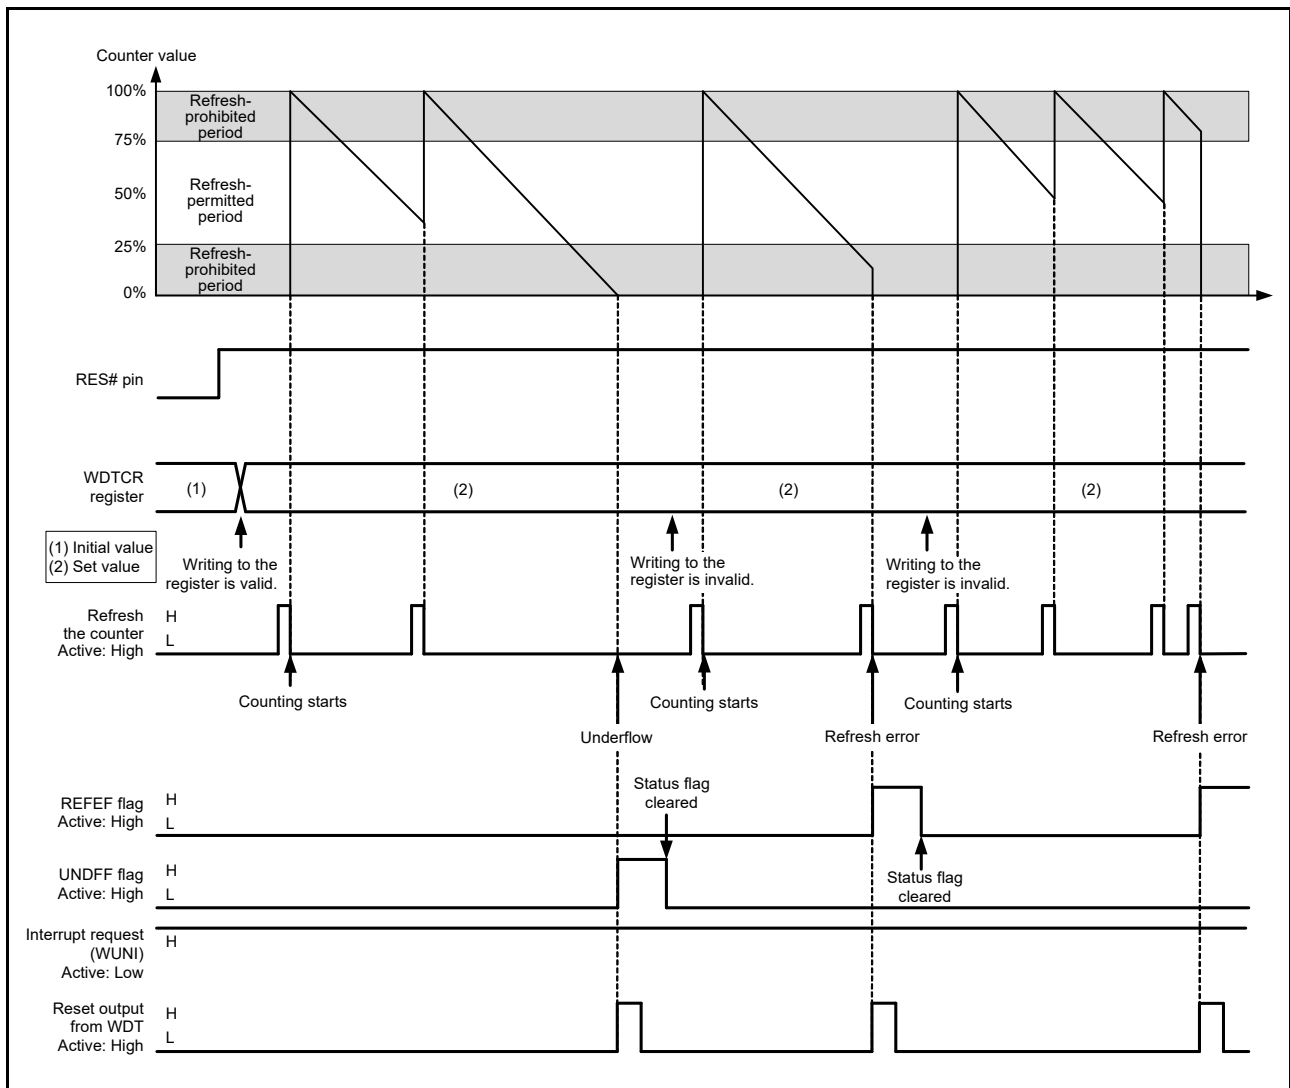 Counter value
100%
Refresh-
prohibited
period
75%
Refresh-
permitted
period
50%
25%
Refresh-
prohibited
period
0%
RES# pin
WDTCR
register
(1)
(2)
(2)
(2)
(1) Initial value
(2) Set value
Writing to the
register is valid.
Writing to the
register is invalid.
Writing to the
register is invalid.
Refresh
the counter
Active: High
H
L
Counting starts
Counting starts
Counting starts
Underflow
Refresh error
Refresh error
Status flag
cleared
REFEF flag
Active: High
H
L
Status flag
cleared
UNDFF flag
Active: High
H
L
Interrupt request
(WUNI)
Active: Low
H
Reset output
from WDT
Active: High
H
L